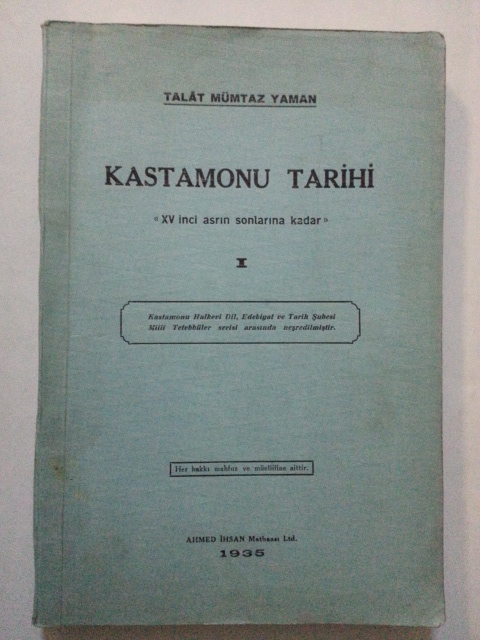 TALÂT MÜMTAZ YAMAN
KASTAMONU TARİHİ
«XV inci asrın sonlarına kadar»
I
Kastamonu Halkevi Dil, Edebiyat ve Tarih Şubesi
Milli Tetebbüler serisi arasında neşredilmiştir.
Her hakkı mahfuz ve müellifine aittir.
AHMED İHSAN Matbaası Ltd.
1935